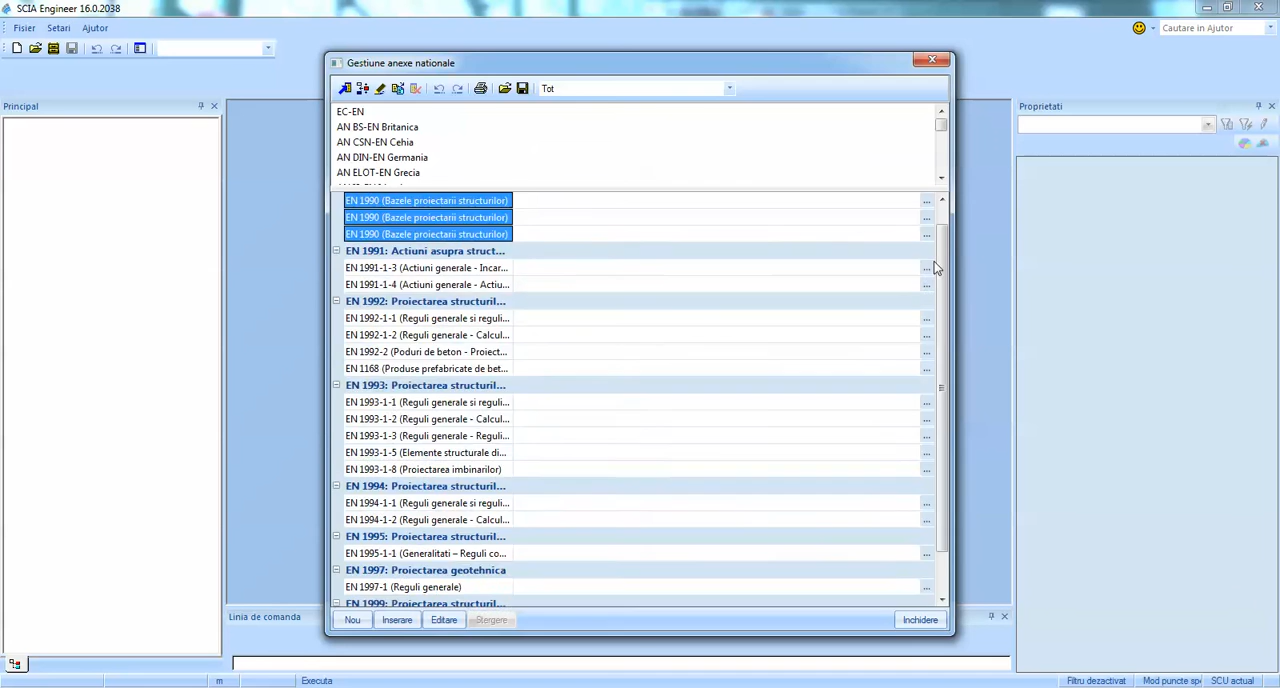 SCIA Engineer 16.0.2038
Fisier Setari Ajutor
Cautare in Ajutor
Principal
Proprietati
Gestiune anexe nationale
Tot
EC-EN
AN BS-EN Britanica
AN CSN-EN Cehia
AN DIN-EN Germania
AN ELOT-EN Grecia
EN 1990 (Bazele proiectarii structurilor) ...
EN 1990 (Bazele proiectarii structurilor) ...
EN 1990 (Bazele proiectarii structurilor) ...
EN 1991: Actiuni asupra struct...
EN 1991-1-3 (Actiuni generale - Incar... ...
EN 1991-1-4 (Actiuni generale - Actiu... ...
EN 1992: Proiectarea structuril...
EN 1992-1-1 (Reguli generale si reguli... ...
EN 1992-1-2 (Reguli generale - Calcul... ...
EN 1992-2 (Poduri de beton - Proiect... ...
EN 1168 (Produse prefabricate de bet... ...
EN 1993: Proiectarea structuril...
EN 1993-1-1 (Reguli generale si reguli... ...
EN 1993-1-2 (Reguli generale - Calcul... ...
EN 1993-1-3 (Reguli generale - Reguli... ...
EN 1993-1-5 (Elemente structurale di... ...
EN 1993-1-8 (Proiectarea imbinarilor) ...
EN 1994: Proiectarea structuril...
EN 1994-1-1 (Reguli generale si reguli... ...
EN 1994-1-2 (Reguli generale - Calcul... ...
EN 1995: Proiectarea structuril...
EN 1995-1-1 (Generalitati – Reguli co... ...
EN 1997: Proiectarea geotehnica
EN 1997-1 (Reguli generale) ...
EN 1999: Proiectarea structuril...
Nou Inserare Editare Stergere Inchidere
Linia de comanda
m Executa Filtru dezactivat Mod puncte sp SCU actual